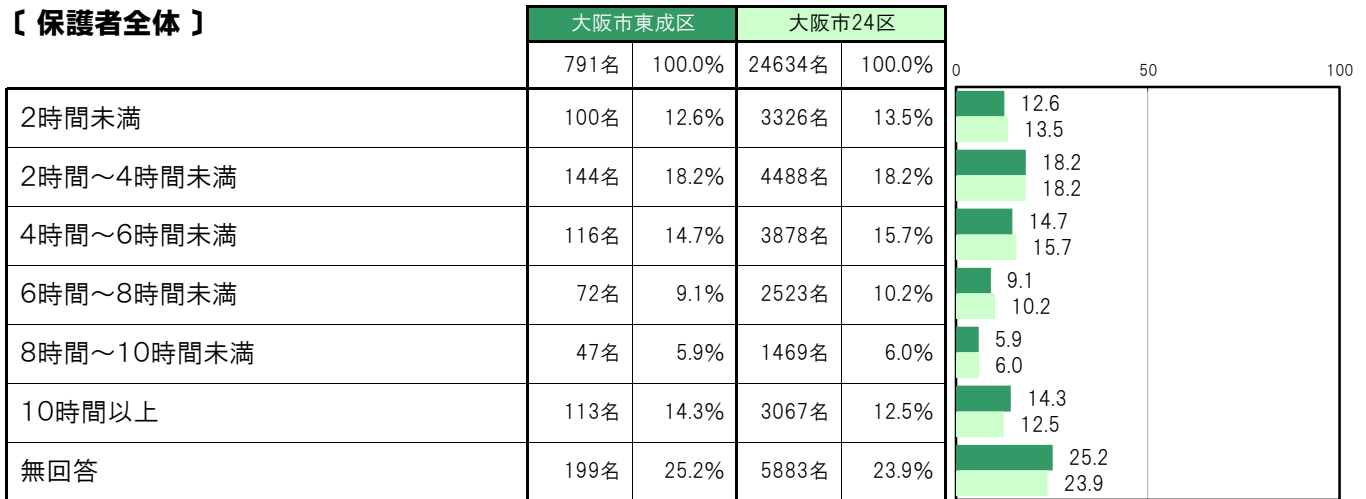 〔 保護者全体 〕
大阪市東成区 大阪市24区
791名 100.0% 24634名 100.0%
0 50 100
2時間未満 100名 12.6% 3326名 13.5% 12.6
13.5
2時間～4時間未満 144名 18.2% 4488名 18.2% 18.2
18.2
4時間～6時間未満 116名 14.7% 3878名 15.7% 14.7
15.7
6時間～8時間未満 72名 9.1% 2523名 10.2% 9.1
10.2
8時間～10時間未満 47名 5.9% 1469名 6.0% 5.9
6.0
10時間以上 113名 14.3% 3067名 12.5% 14.3
12.5
無回答 199名 25.2% 5883名 23.9% 25.2
23.9